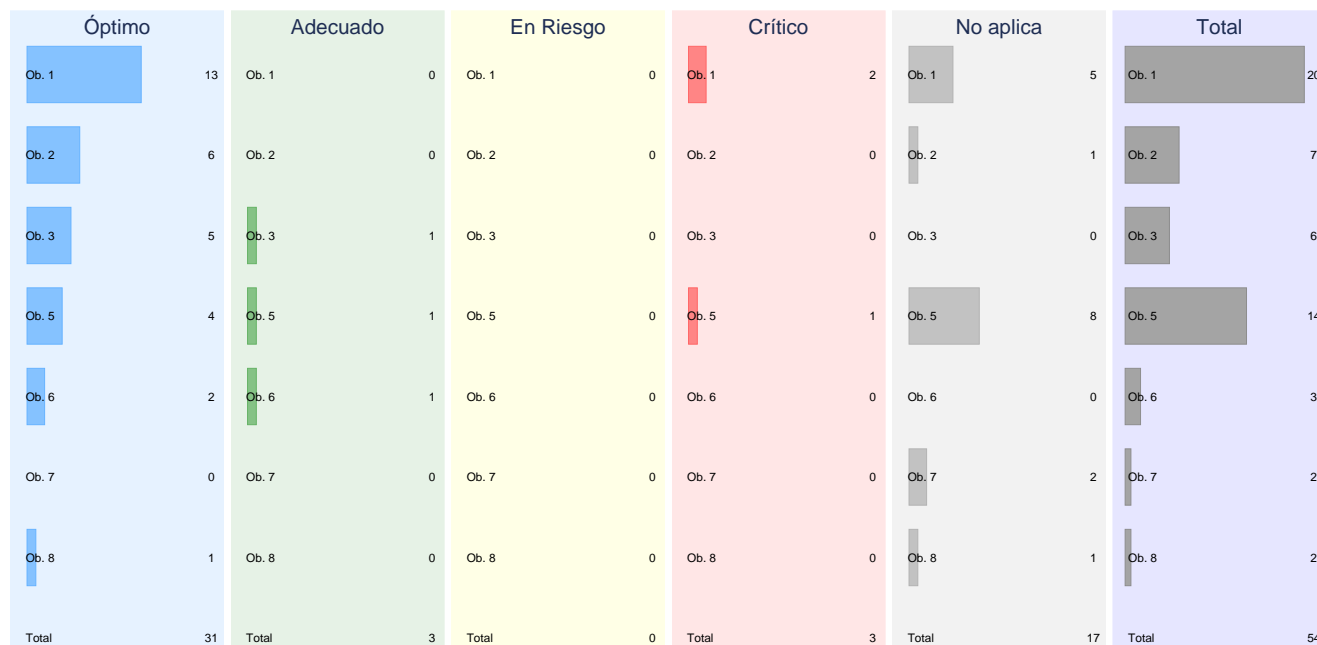 Óptimo Adecuado En Riesgo Crítico No aplica Total
Ob. 1 13 Ob. 1 0 Ob. 1 0 Ob. 1 2 Ob. 1 5 Ob. 1 20
Ob. 2 6 Ob. 2 0 Ob. 2 0 Ob. 2 0 Ob. 2 1 Ob. 2 7
Ob. 3 5 Ob. 3 1 Ob. 3 0 Ob. 3 0 Ob. 3 0 Ob. 3 6
Ob. 5 4 Ob. 5 1 Ob. 5 0 Ob. 5 1 Ob. 5 8 Ob. 5 14
Ob. 6 2 Ob. 6 1 Ob. 6 0 Ob. 6 0 Ob. 6 0 Ob. 6 3
Ob. 7 0 Ob. 7 0 Ob. 7 0 Ob. 7 0 Ob. 7 2 Ob. 7 2
Ob. 8 1 Ob. 8 0 Ob. 8 0 Ob. 8 0 Ob. 8 1 Ob. 8 2
Total 31 Total 3 Total 0 Total 3 Total 17 Total 54